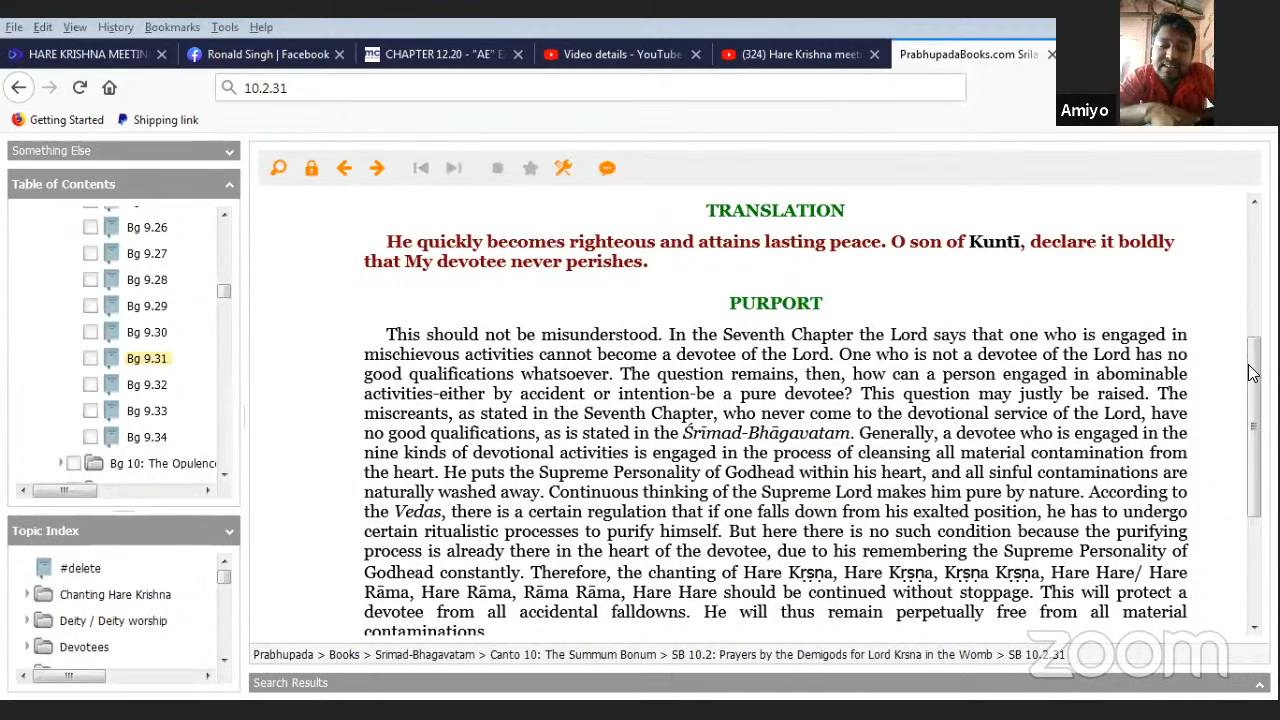 File Edit View History Bookmarks Tools Help
HARE KRISHNA MEETIN
Ronald Singh | Facebook
CHAPTER 12.20 - "AE" E
Video details - YouTube
(324) Hare Krishna meeti
PrabhupadaBooks.com Srila
10.2.31
Amiyo
Getting Started
Shipping link
Something Else
Table of Contents
Bg 9.26
Bg 9.27
Bg 9.28
Bg 9.29
Bg 9.30
Bg 9.31
Bg 9.32
Bg 9.33
Bg 9.34
Bg 10: The Opulence
Topic Index
#delete
Chanting Hare Krishna
Deity / Deity worship
Devotees
TRANSLATION
He quickly becomes righteous and attains lasting peace. O son of Kuntī, declare it boldly
that My devotee never perishes.
PURPORT
This should not be misunderstood. In the Seventh Chapter the Lord says that one who is engaged in
mischievous activities cannot become a devotee of the Lord. One who is not a devotee of the Lord has no
good qualifications whatsoever. The question remains, then, how can a person engaged in abominable
activities-either by accident or intention-be a pure devotee? This question may justly be raised. The
miscreants, as stated in the Seventh Chapter, who never come to the devotional service of the Lord, have
no good qualifications, as is stated in the Śrīmad-Bhāgavatam. Generally, a devotee who is engaged in the
nine kinds of devotional activities is engaged in the process of cleansing all material contamination from
the heart. He puts the Supreme Personality of Godhead within his heart, and all sinful contaminations are
naturally washed away. Continuous thinking of the Supreme Lord makes him pure by nature. According to
the Vedas, there is a certain regulation that if one falls down from his exalted position, he has to undergo
certain ritualistic processes to purify himself. But here there is no such condition because the purifying
process is already there in the heart of the devotee, due to his remembering the Supreme Personality of
Godhead constantly. Therefore, the chanting of Hare Kṛṣṇa, Hare Kṛṣṇa, Kṛṣṇa Kṛṣṇa, Hare Hare/ Hare
Rāma, Hare Rāma, Rāma Rāma, Hare Hare should be continued without stoppage. This will protect a
devotee from all accidental falldowns. He will thus remain perpetually free from all material
contaminations.
Prabhupada > Books > Srimad-Bhagavatam > Canto 10: The Summum Bonum > SB 10.2: Prayers by the Demigods for Lord Krsna in the Womb > SB 10.2.31
zoom
Search Results